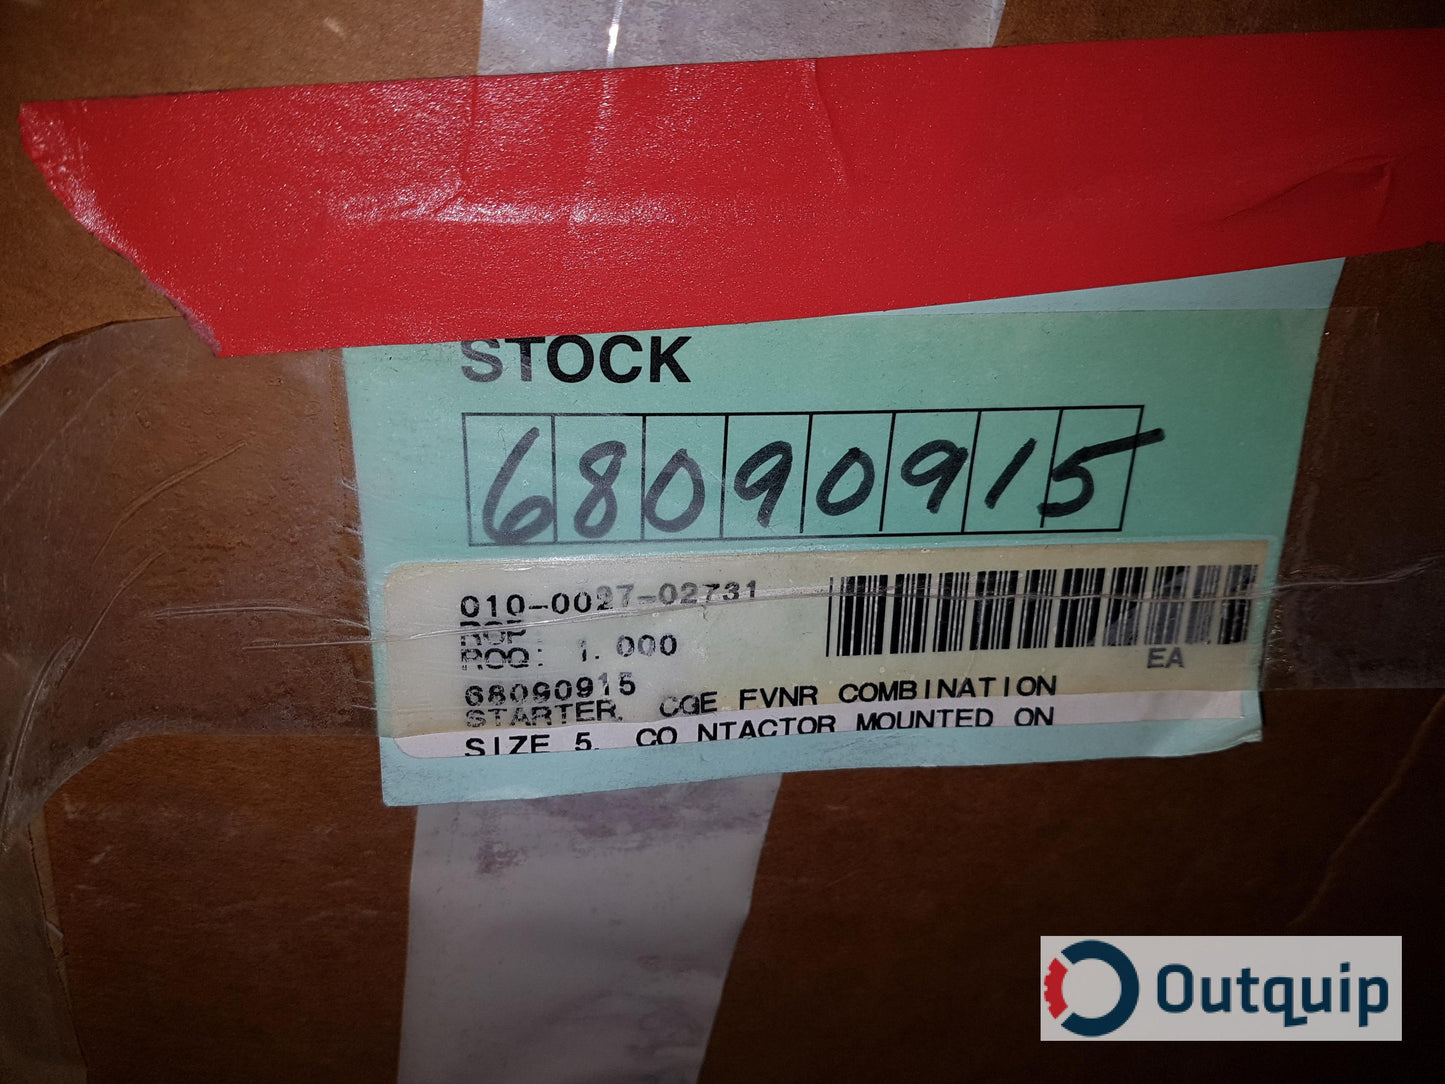 STOCK
68090915
010-0027-02731
ROP
ROQ: 1.000
EA
68090915
STARTER, CGE FVNR COMBINATION
SIZE 5, CO NTACTOR MOUNTED ON
Outquip